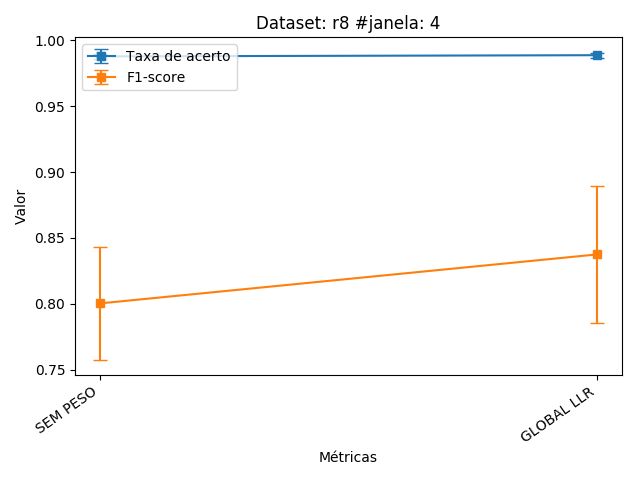 Dataset: r8 #janela: 4
Taxa de acerto
F1-score
1.00
0.95
0.90
0.85
0.80
0.75
Valor
SEM PESO
GLOBAL LLR
Métricas